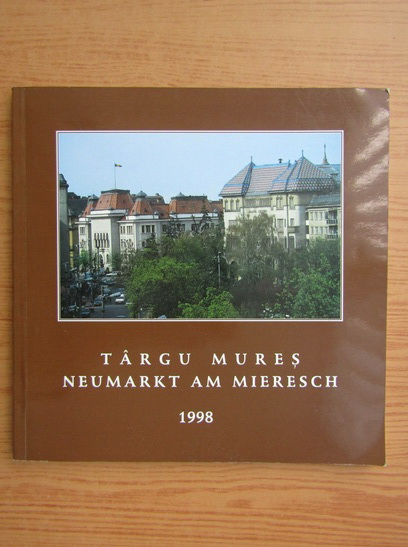 TÂRGU MUREȘ
NEUMARKT AM MIERESCH
1998